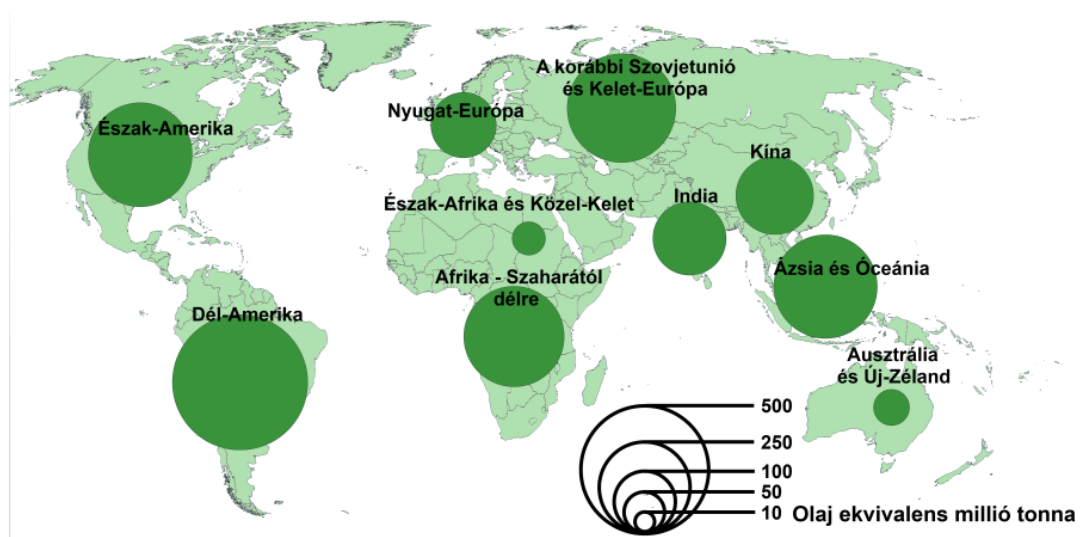 A korábbi Szovjetunió
és Kelet-Európa
Nyugat-Európa
Észak-Amerika
Kína
India
Észak-Afrika és Közel-Kelet
Ázsia és Óceánia
Afrika - Szaharától
délre
Dél-Amerika
Ausztrália
és Új-Zéland
500
250
100
50
10 Olaj ekvivalens millió tonna